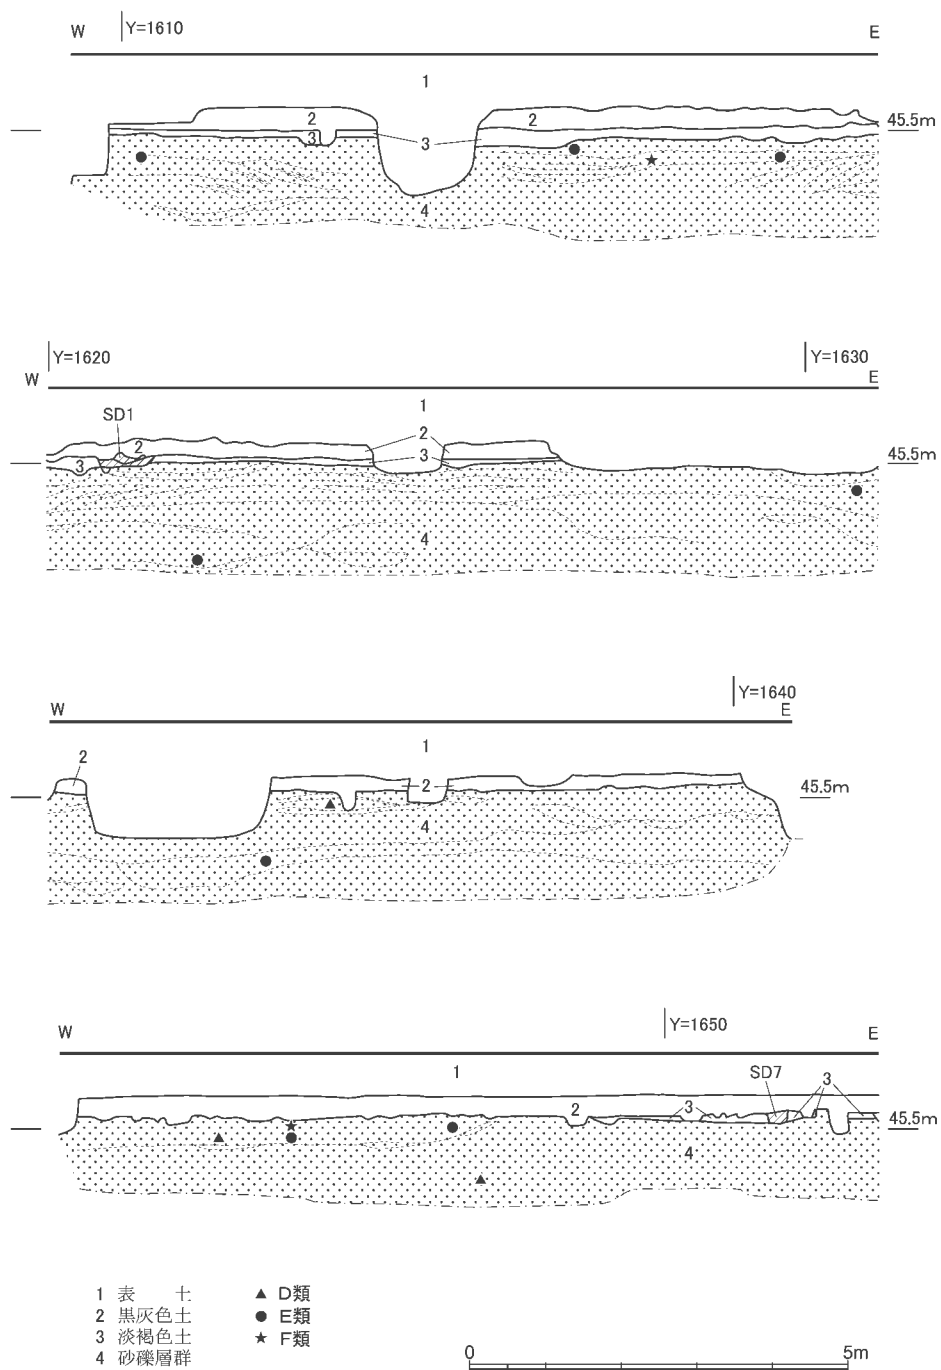 W Y=1610 E
1
2 2 45.5m
3 3
4
Y=1620 Y=1630
W E
1
SD1
2 2
3 3 45.5m
4
Y=1640
W E
1
2
2 45.5m
4
Y=1650
W E
1 SD7 3
2 3 45.5m
4
1 表 土 ▲ D類
2 黒灰色土 ● E類
3 淡褐色土 ★ F類
4 砂礫層群
0 5m